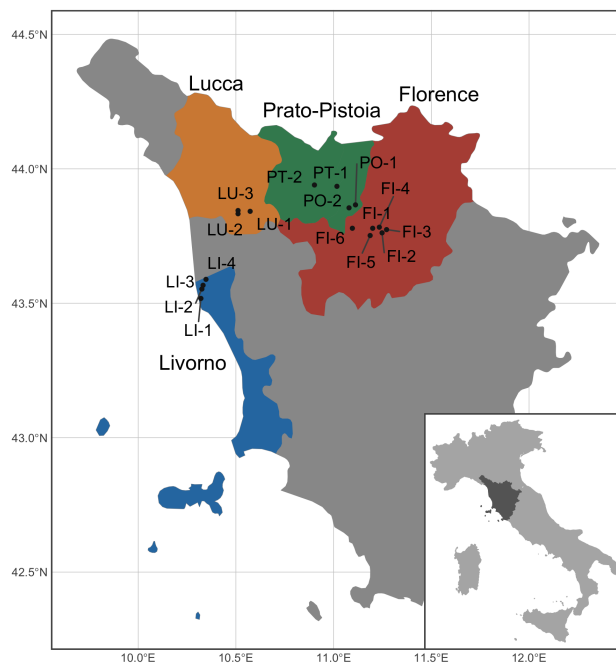 44.5°N
Lucca
Florence
Prato-Pistoia
44.0°N
PT-2
PT-1
PO-1
FI-4
LU-3
PO-2
FI-1
LU-2
LU-1
FI-6
FI-3
FI-5
FI-2
LI-4
LI-3
43.5°N
LI-2
LI-1
Livorno
43.0°N
42.5°N
10.0°E
10.5°E
11.0°E
11.5°E
12.0°E